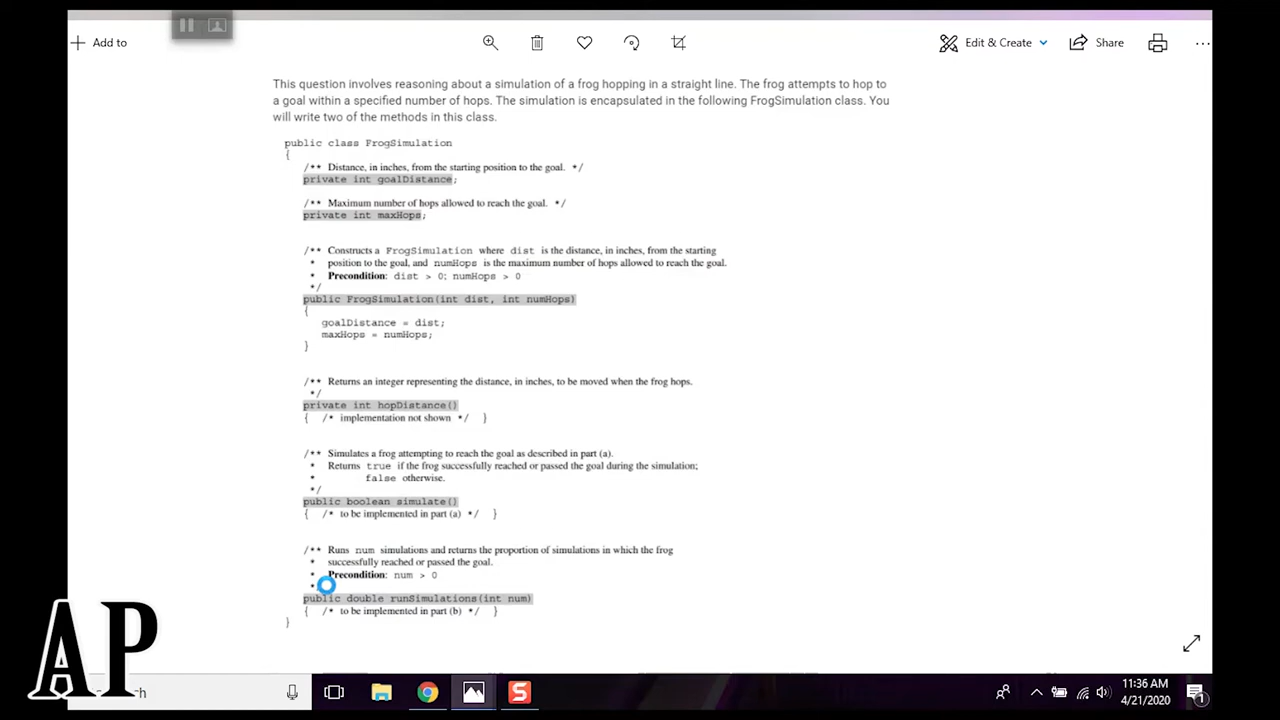 Add to
Edit & Create
Share
This question involves reasoning about a simulation of a frog hopping in a straight line. The frog attempts to hop to
a goal within a specified number of hops. The simulation is encapsulated in the following FrogSimulation class. You
will write two of the methods in this class.
public class FrogSimulation
{
/** Distance, in inches, from the starting position to the goal. */
private int goalDistance;
/** Maximum number of hops allowed to reach the goal. */
private int maxHops;
/** Constructs a FrogSimulation where dist is the distance, in inches, from the starting
* position to the goal, and numHops is the maximum number of hops allowed to reach the goal.
* Precondition: dist > 0; numHops > 0
*/
public FrogSimulation(int dist, int numHops)
{
goalDistance = dist;
maxHops = numHops;
}
/** Returns an integer representing the distance, in inches, to be moved when the frog hops.
*/
private int hopDistance()
{ /* implementation not shown */ }
/** Simulates a frog attempting to reach the goal as described in part (a).
* Returns true if the frog successfully reached or passed the goal during the simulation;
* false otherwise.
*/
public boolean simulate()
{ /* to be implemented in part (a) */ }
/** Runs num simulations and returns the proportion of simulations in which the frog
* successfully reached or passed the goal.
* Precondition: num > 0
*
public double runSimulations(int num)
{ /* to be implemented in part (b) */ }
}
AP
11:36 AM
4/21/2020